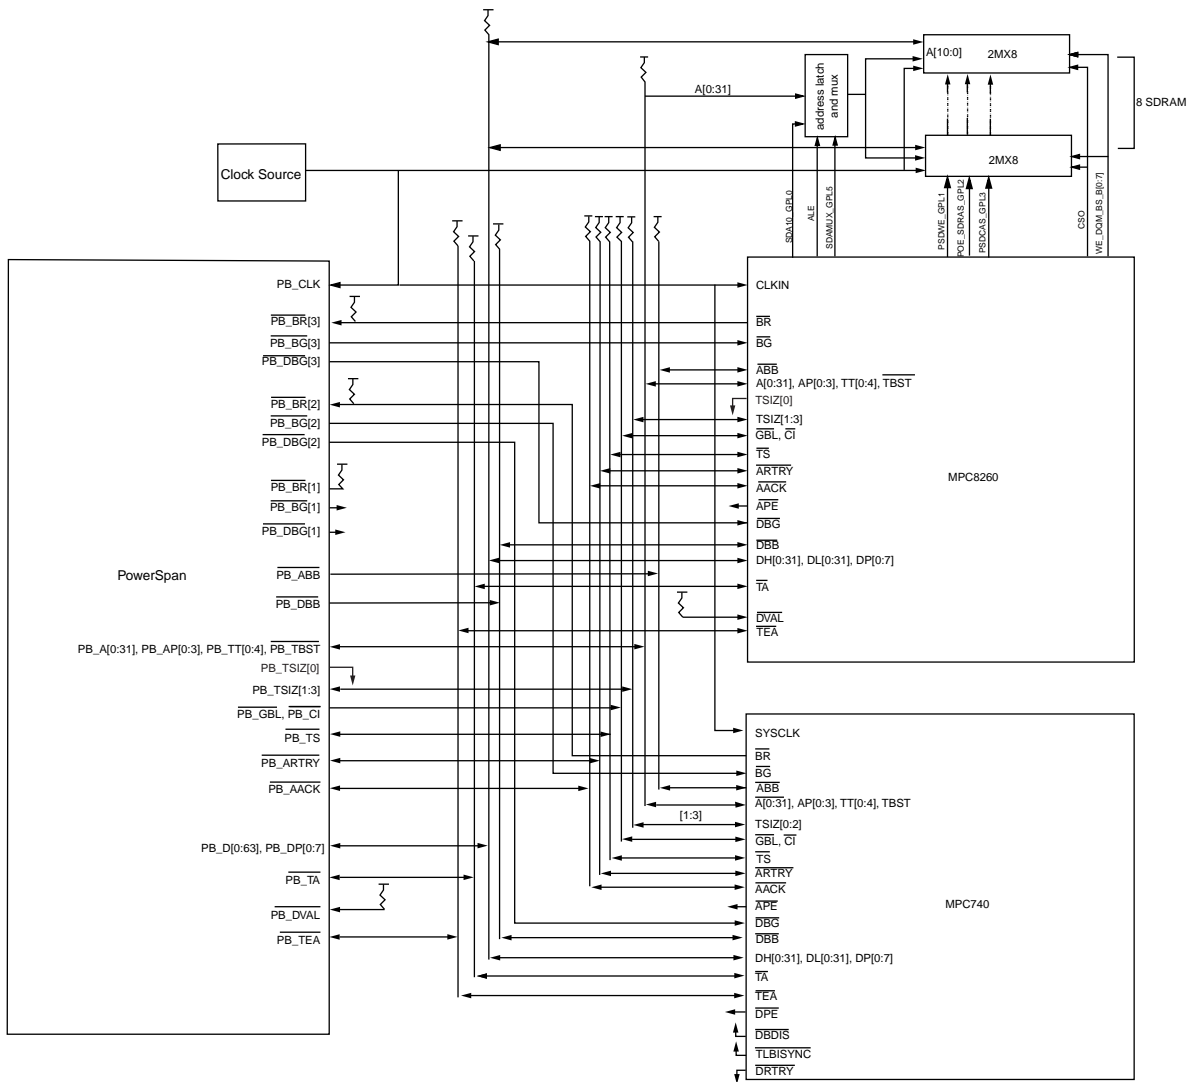 A[10:0]
2MX8
address latch
and mux
A[0:31]
8 SDRAM
2MX8
Clock Source
SDA10_GPL0
ALE
SDAMUX_GPL5
PSDWE_GPL1
POE_SDRAS_GPL2
PSDCAS_GPL3
CSO
WE_DQM_BS_B[0:7]
PowerSpan
PB_CLK
PB_BR[3]
PB_BG[3]
PB_DBG[3]
PB_BR[2]
PB_BG[2]
PB_DBG[2]
PB_BR[1]
PB_BG[1]
PB_DBG[1]
PB_ABB
PB_DBB
PB_A[0:31], PB_AP[0:3], PB_TT[0:4], PB_TBST
PB_TSIZ[0]
PB_TSIZ[1:3]
PB_GBL, PB_CI
PB_TS
PB_ARTRY
PB_AACK
PB_D[0:63], PB_DP[0:7]
PB_TA
PB_DVAL
PB_TEA
MPC8260
CLKIN
BR
BG
ABB
A[0:31], AP[0:3], TT[0:4], TBST
TSIZ[0]
TSIZ[1:3]
GBL, CI
TS
ARTRY
AACK
APE
DBG
DBB
DH[0:31], DL[0:31], DP[0:7]
TA
DVAL
TEA
MPC740
SYSCLK
BR
BG
ABB
A[0:31], AP[0:3], TT[0:4], TBST
[1:3]
TSIZ[0:2]
GBL, CI
TS
ARTRY
AACK
APE
DBG
DBB
DH[0:31], DL[0:31], DP[0:7]
TA
TEA
DPE
DBDIS
TLBISYNC
DRTRY